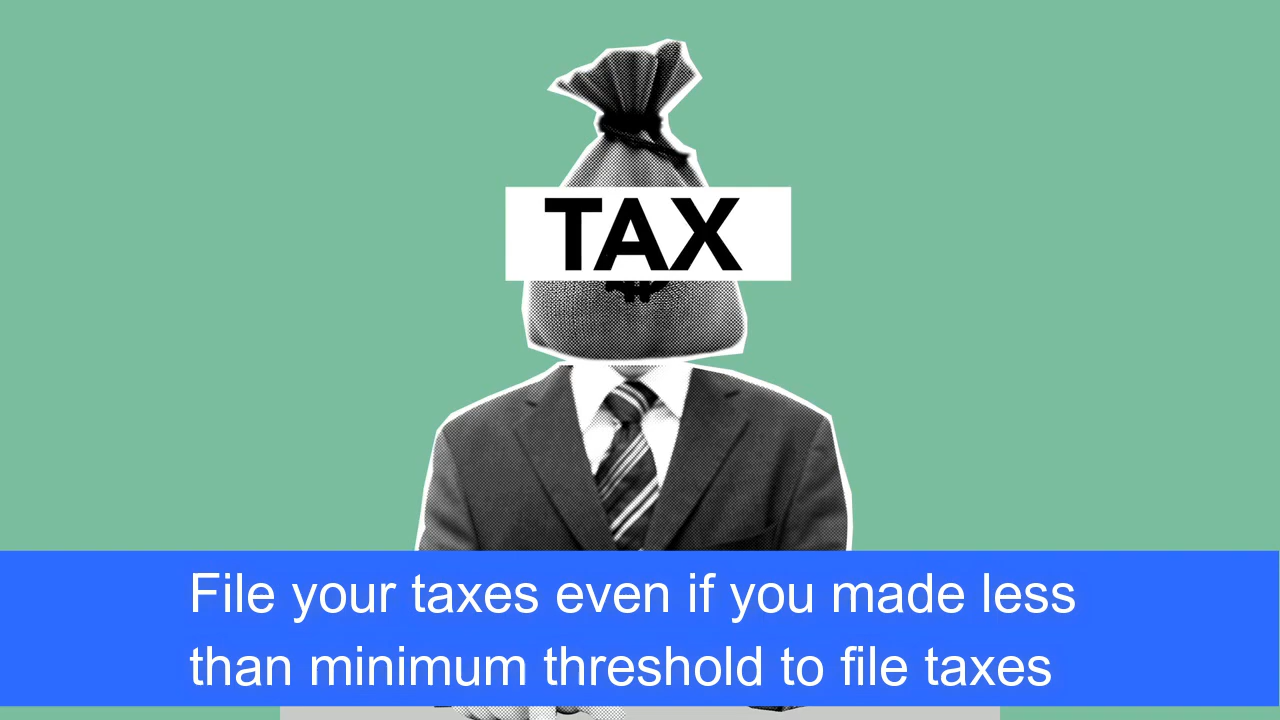 TAX
File your taxes even if you made less
than minimum threshold to file taxes